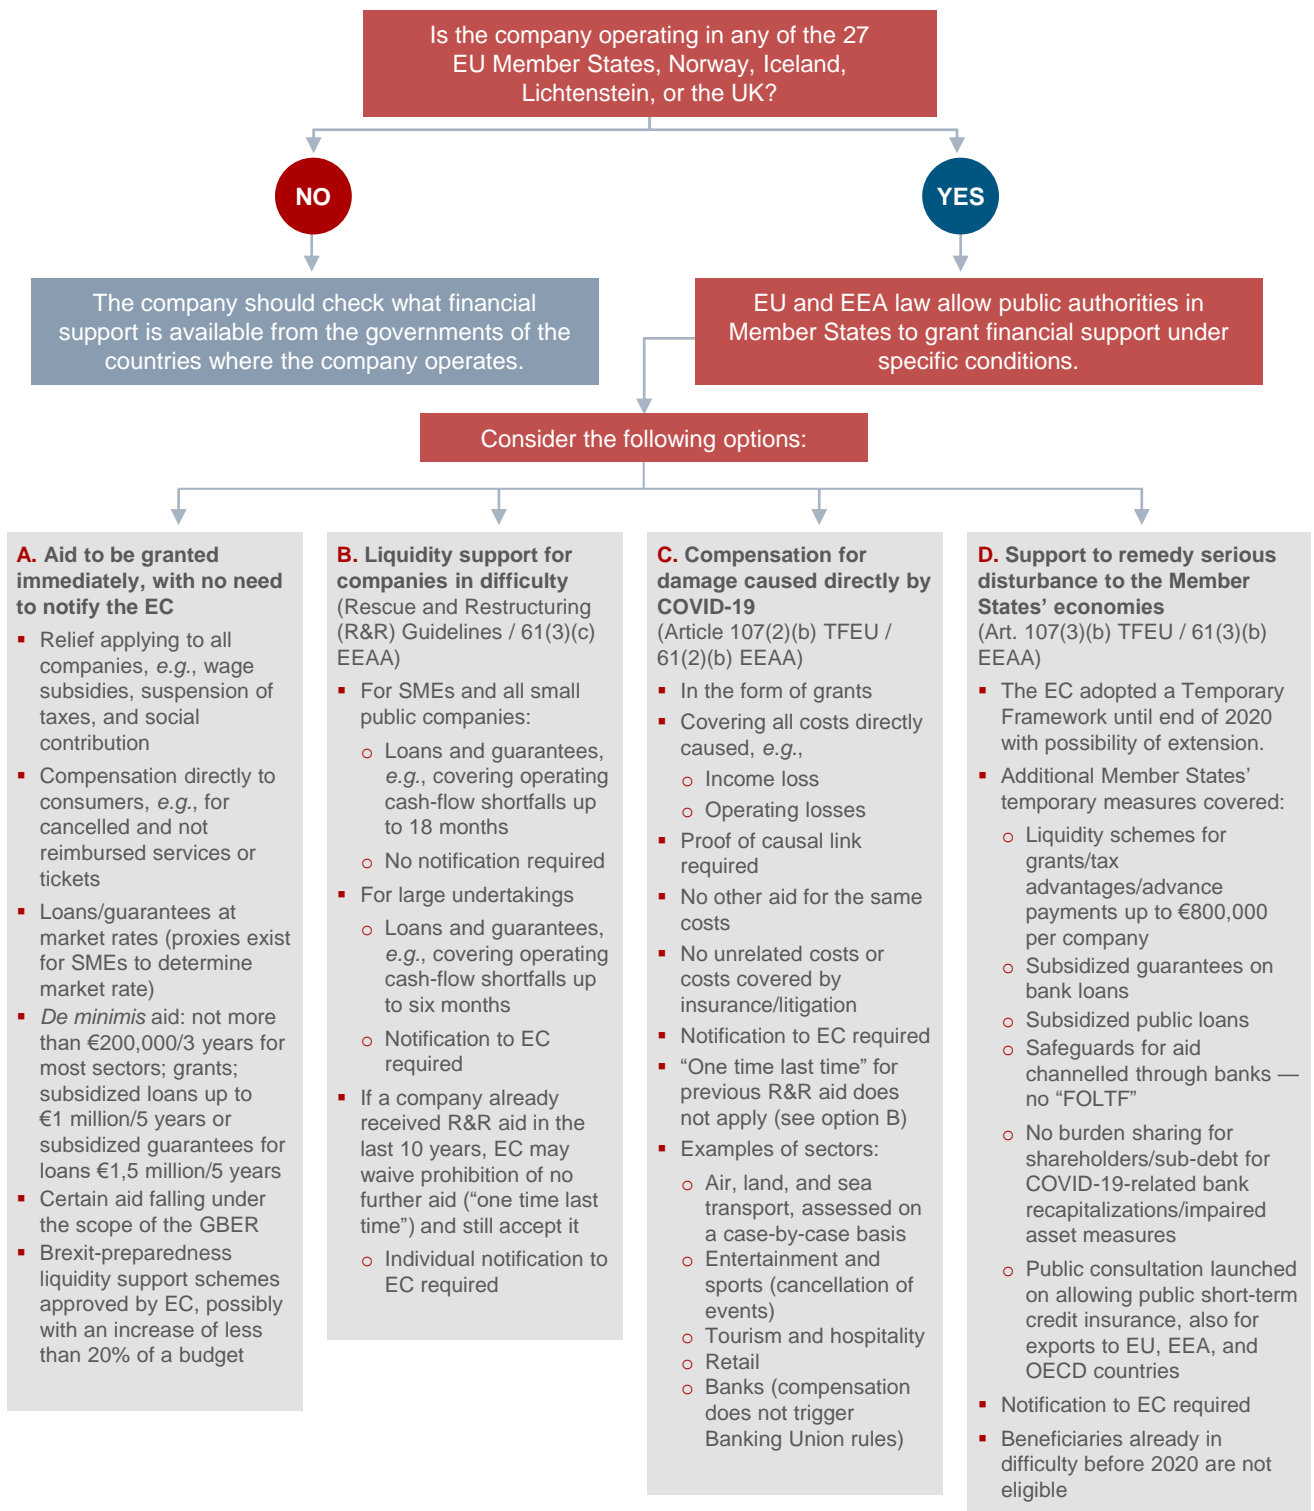 Is the company operating in any of the 27
EU Member States, Norway, Iceland,
Lichtenstein, or the UK?
NO
YES
The company should check what financial
support is available from the governments of the
countries where the company operates.
EU and EEA law allow public authorities in
Member States to grant financial support under
specific conditions.
Consider the following options:
A. Aid to be granted
immediately, with no need
to notify the EC
▪ Relief applying to all
companies, e.g., wage
subsidies, suspension of
taxes, and social
contribution
▪ Compensation directly to
consumers, e.g., for
cancelled and not
reimbursed services or
tickets
▪ Loans/guarantees at
market rates (proxies exist
for SMEs to determine
market rate)
▪ De minimis aid: not more
than €200,000/3 years for
most sectors; grants;
subsidized loans up to
€1 million/5 years or
subsidized guarantees for
loans €1,5 million/5 years
▪ Certain aid falling under
the scope of the GBER
▪ Brexit-preparedness
liquidity support schemes
approved by EC, possibly
with an increase of less
than 20% of a budget
B. Liquidity support for
companies in difficulty
(Rescue and Restructuring
(R&R) Guidelines / 61(3)(c)
EEAA)
▪ For SMEs and all small
public companies:
o Loans and guarantees,
e.g., covering operating
cash-flow shortfalls up
to 18 months
o No notification required
▪ For large undertakings
o Loans and guarantees,
e.g., covering operating
cash-flow shortfalls up
to six months
o Notification to EC
required
▪ If a company already
received R&R aid in the
last 10 years, EC may
waive prohibition of no
further aid (“one time last
time”) and still accept it
o Individual notification to
EC required
C. Compensation for
damage caused directly by
COVID-19
(Article 107(2)(b) TFEU /
61(2)(b) EEAA)
▪ In the form of grants
▪ Covering all costs directly
caused, e.g.,
o Income loss
o Operating losses
▪ Proof of causal link
required
▪ No other aid for the same
costs
▪ No unrelated costs or
costs covered by
insurance/litigation
▪ Notification to EC required
▪ “One time last time” for
previous R&R aid does
not apply (see option B)
▪ Examples of sectors:
o Air, land, and sea
transport, assessed on
a case-by-case basis
o Entertainment and
sports (cancellation of
events)
o Tourism and hospitality
o Retail
o Banks (compensation
does not trigger
Banking Union rules)
D. Support to remedy serious
disturbance to the Member
States’ economies
(Art. 107(3)(b) TFEU / 61(3)(b)
EEAA)
▪ The EC adopted a Temporary
Framework until end of 2020
with possibility of extension.
▪ Additional Member States’
temporary measures covered:
o Liquidity schemes for
grants/tax
advantages/advance
payments up to €800,000
per company
o Subsidized guarantees on
bank loans
o Subsidized public loans
o Safeguards for aid
channelled through banks —
no “FOLTF”
o No burden sharing for
shareholders/sub-debt for
COVID-19-related bank
recapitalizations/impaired
asset measures
o Public consultation launched
on allowing public short-term
credit insurance, also for
exports to EU, EEA, and
OECD countries
▪ Notification to EC required
▪ Beneficiaries already in
difficulty before 2020 are not
eligible